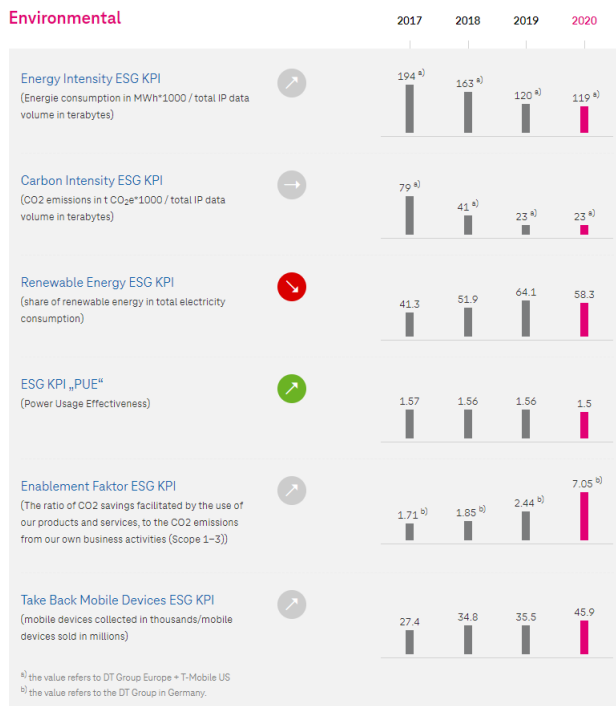 Environmental 2017 2018 2019 2020
Energy Intensity ESG KPI
(Energie consumption in MWh*1000 / total IP data
volume in terabytes)
194 a) 163 a) 120 a) 119 a)
Carbon Intensity ESG KPI
(CO2 emissions in t CO₂e*1000 / total IP data
volume in terabytes)
79 a) 41 a) 23 a) 23 a)
Renewable Energy ESG KPI
(share of renewable energy in total electricity
consumption)
41.3 51.9 64.1 58.3
ESG KPI „PUE“
(Power Usage Effectiveness)
1.57 1.56 1.56 1.5
Enablement Faktor ESG KPI
(The ratio of CO2 savings facilitated by the use of
our products and services, to the CO2 emissions
from our own business activities (Scope 1–3))
1.71 b) 1.85 b) 2.44 b) 7.05 b)
Take Back Mobile Devices ESG KPI
(mobile devices collected in thousands/mobile
devices sold in millions)
27.4 34.8 35.5 45.9
a) the value refers to DT Group Europe + T-Mobile US
b) the value refers to the DT Group in Germany.